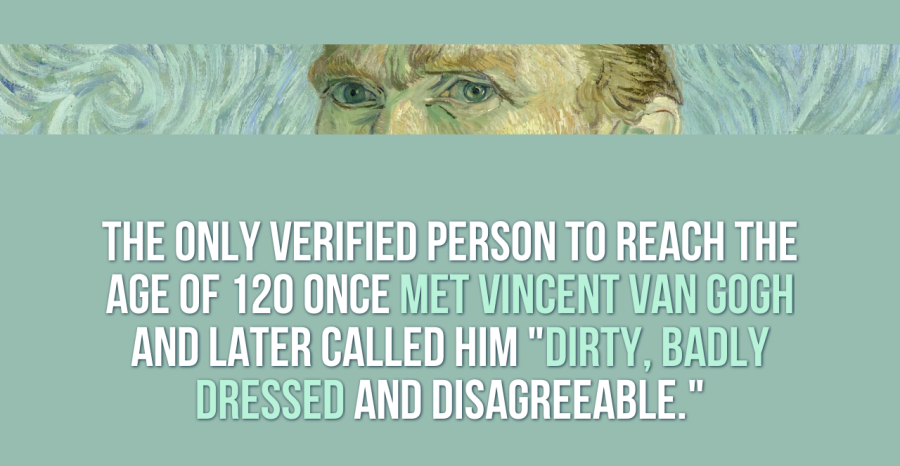 THE ONLY VERIFIED PERSON TO REACH THE
AGE OF 120 ONCE MET VINCENT VAN GOGH
AND LATER CALLED HIM "DIRTY, BADLY
DRESSED AND DISAGREEABLE."